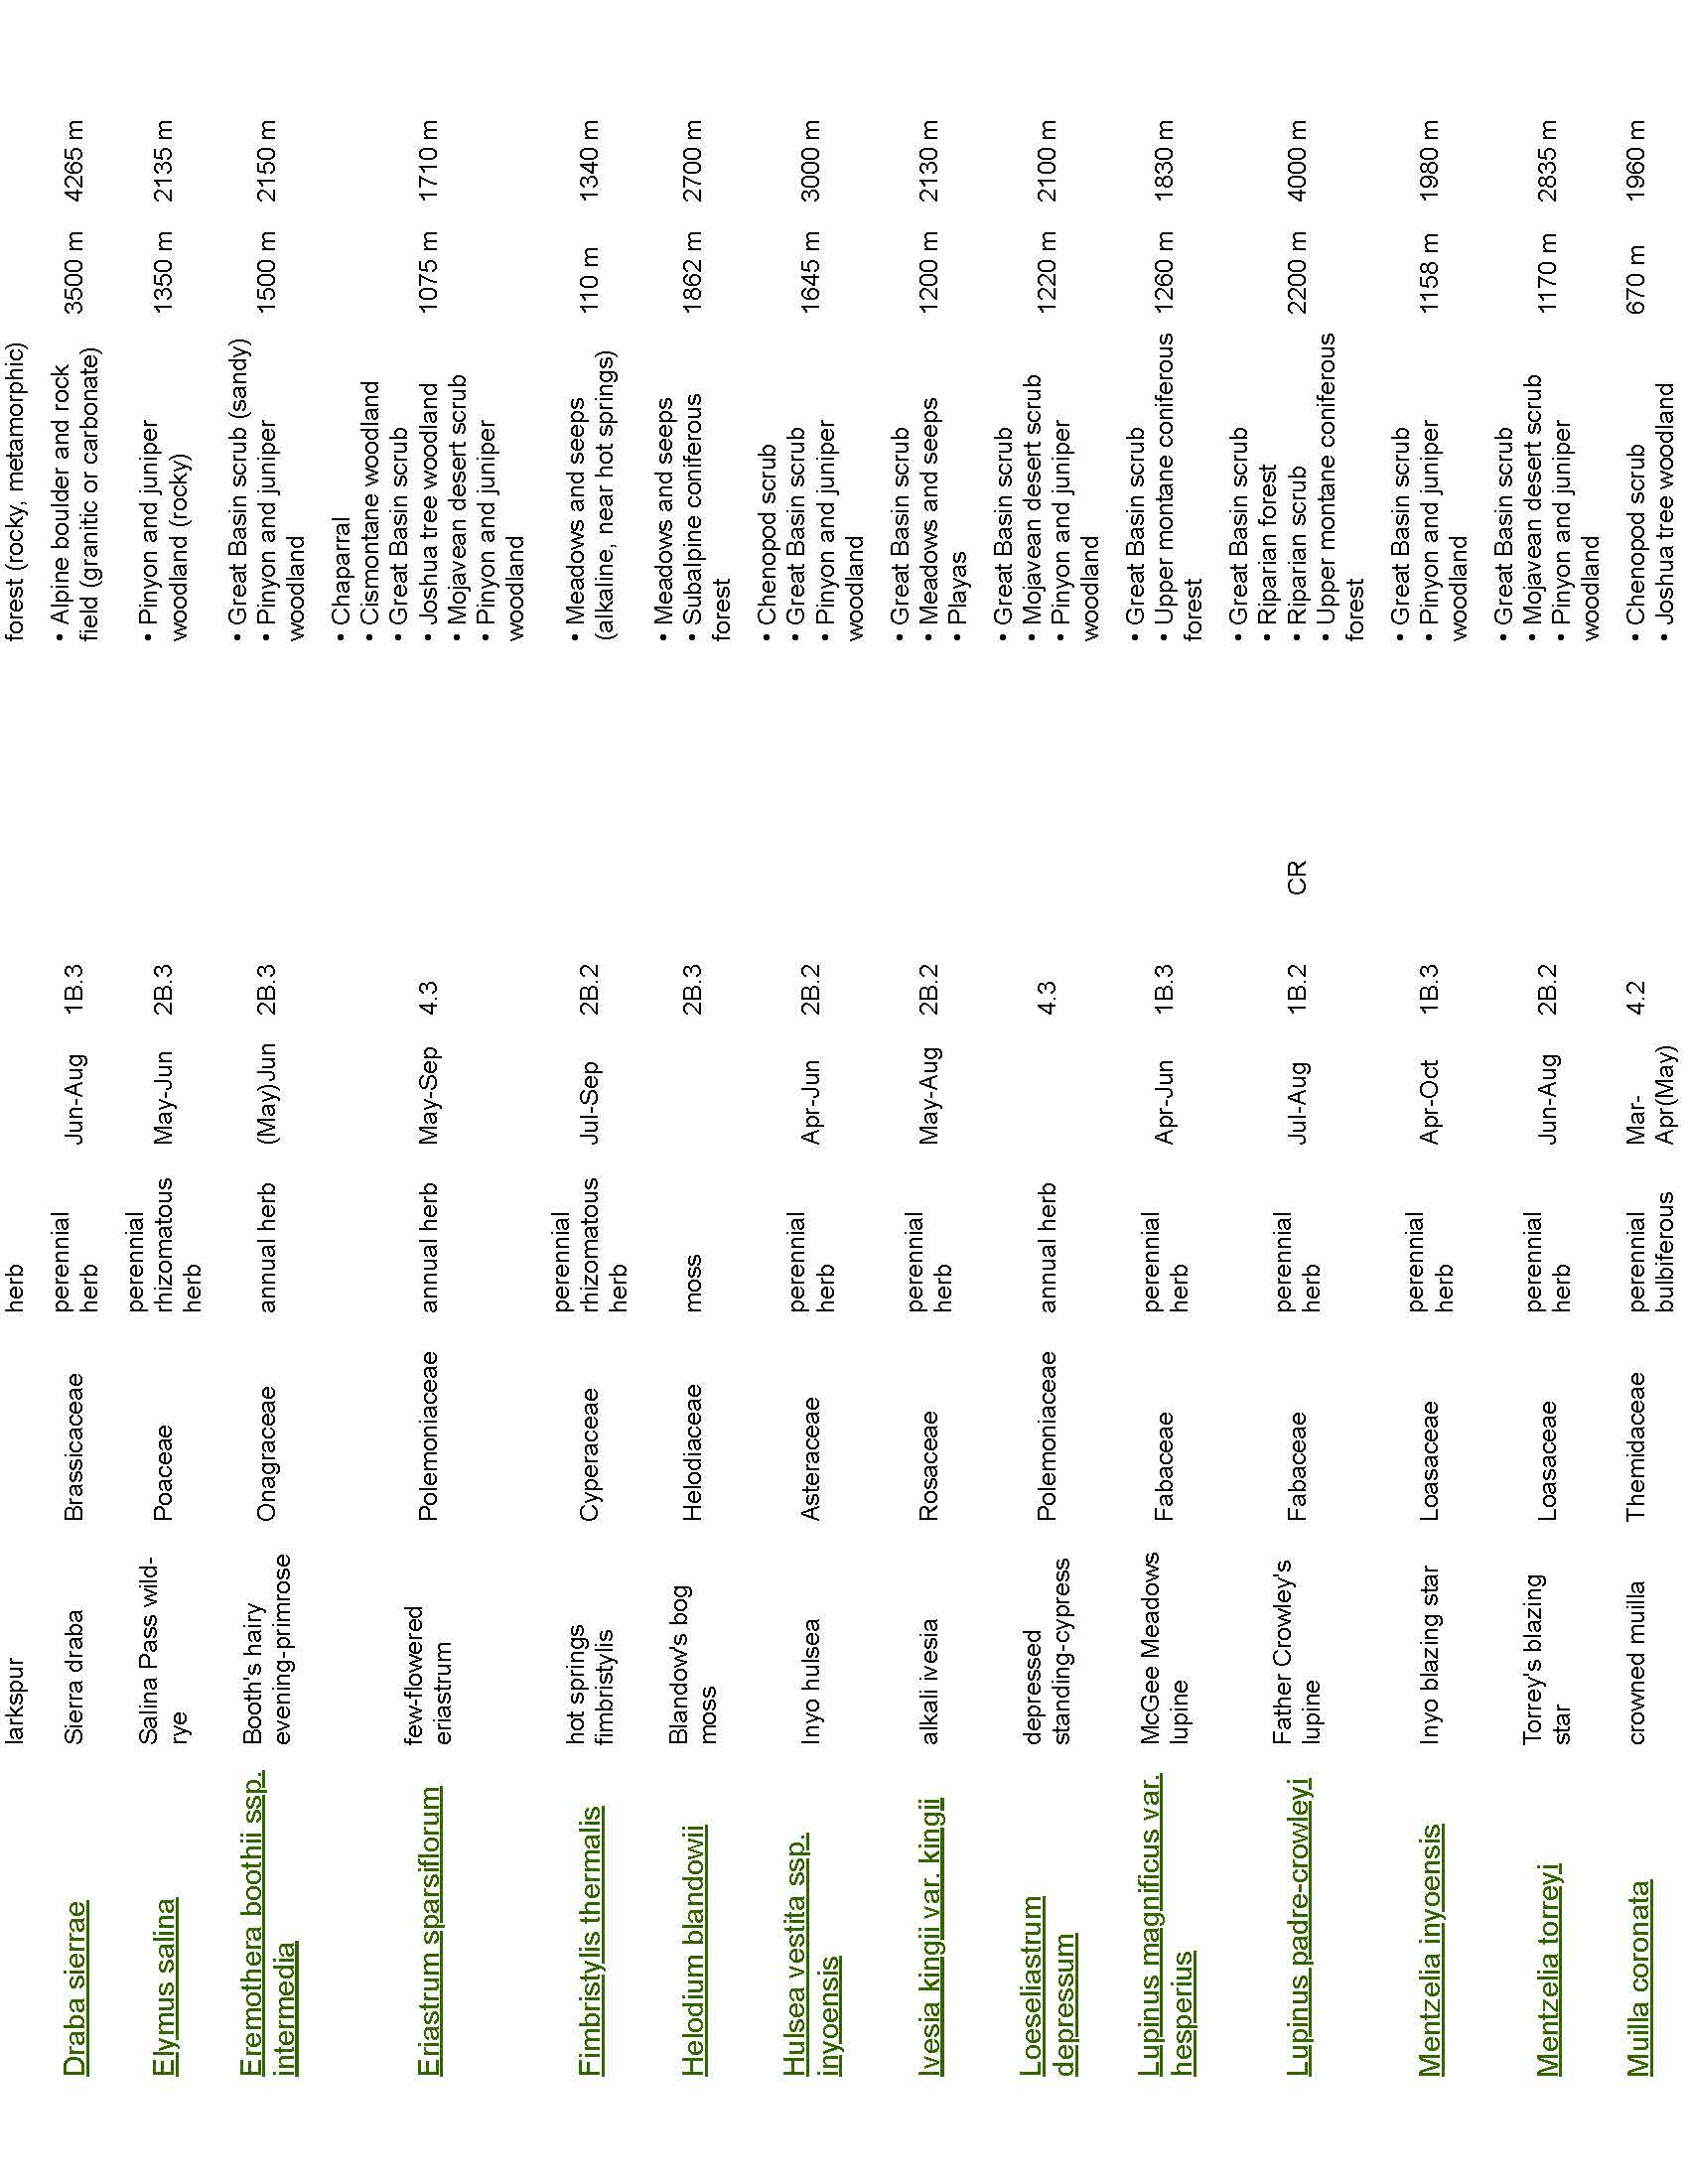 larkspur herb forest (rocky, metamorphic)
Draba sierrae Sierra draba Brassicaceae perennial Jun-Aug 1B.3 • Alpine boulder and rock 3500 m 4265 m
herb field (granitic or carbonate)
Elymus salina Salina Pass wild- Poaceae perennial May-Jun 2B.3 • Pinyon and juniper 1350 m 2135 m
rye rhizomatous woodland (rocky)
herb
Eremothera boothii ssp. Booth's hairy Onagraceae annual herb (May)Jun 2B.3 • Great Basin scrub (sandy) 1500 m 2150 m
intermedia evening-primrose • Pinyon and juniper
woodland
• Chaparral
• Cismontane woodland
• Great Basin scrub
Eriastrum sparsiflorum few-flowered Polemoniaceae annual herb May-Sep 4.3 • Joshua tree woodland 1075 m 1710 m
eriastrum • Mojavean desert scrub
• Pinyon and juniper
woodland
Fimbristylis thermalis hot springs Cyperaceae perennial Jul-Sep 2B.2 • Meadows and seeps 110 m 1340 m
fimbristylis rhizomatous (alkaline, near hot springs)
herb
Helodium blandowii Blandow's bog Helodiaceae moss 2B.3 • Meadows and seeps 1862 m 2700 m
moss • Subalpine coniferous
forest
Hulsea vestita ssp. Inyo hulsea Asteraceae perennial Apr-Jun 2B.2 • Chenopod scrub 1645 m 3000 m
inyoensis herb • Great Basin scrub
• Pinyon and juniper
woodland
Ivesia kingii var. kingii alkali ivesia Rosaceae perennial May-Aug 2B.2 • Great Basin scrub 1200 m 2130 m
herb • Meadows and seeps
• Playas
Loeseliastrum depressed Polemoniaceae annual herb 4.3 • Great Basin scrub 1220 m 2100 m
depressum standing-cypress • Mojavean desert scrub
• Pinyon and juniper
woodland
Lupinus magnificus var. McGee Meadows Fabaceae perennial Apr-Jun 1B.3 • Great Basin scrub 1260 m 1830 m
hesperius lupine herb • Upper montane coniferous
forest
Lupinus padre-crowleyi Father Crowley's Fabaceae perennial Jul-Aug 1B.2 CR • Great Basin scrub 2200 m 4000 m
lupine herb • Riparian forest
• Riparian scrub
• Upper montane coniferous
forest
Mentzelia inyoensis Inyo blazing star Loasaceae perennial Apr-Oct 1B.3 • Great Basin scrub 1158 m 1980 m
herb • Pinyon and juniper
woodland
Mentzelia torreyi Torrey's blazing Loasaceae perennial Jun-Aug 2B.2 • Great Basin scrub 1170 m 2835 m
star herb • Mojavean desert scrub
• Pinyon and juniper
woodland
Muilla coronata crowned muilla Themidaceae perennial Mar- 4.2 • Chenopod scrub 670 m 1960 m
bulbiferous Apr(May) • Joshua tree woodland